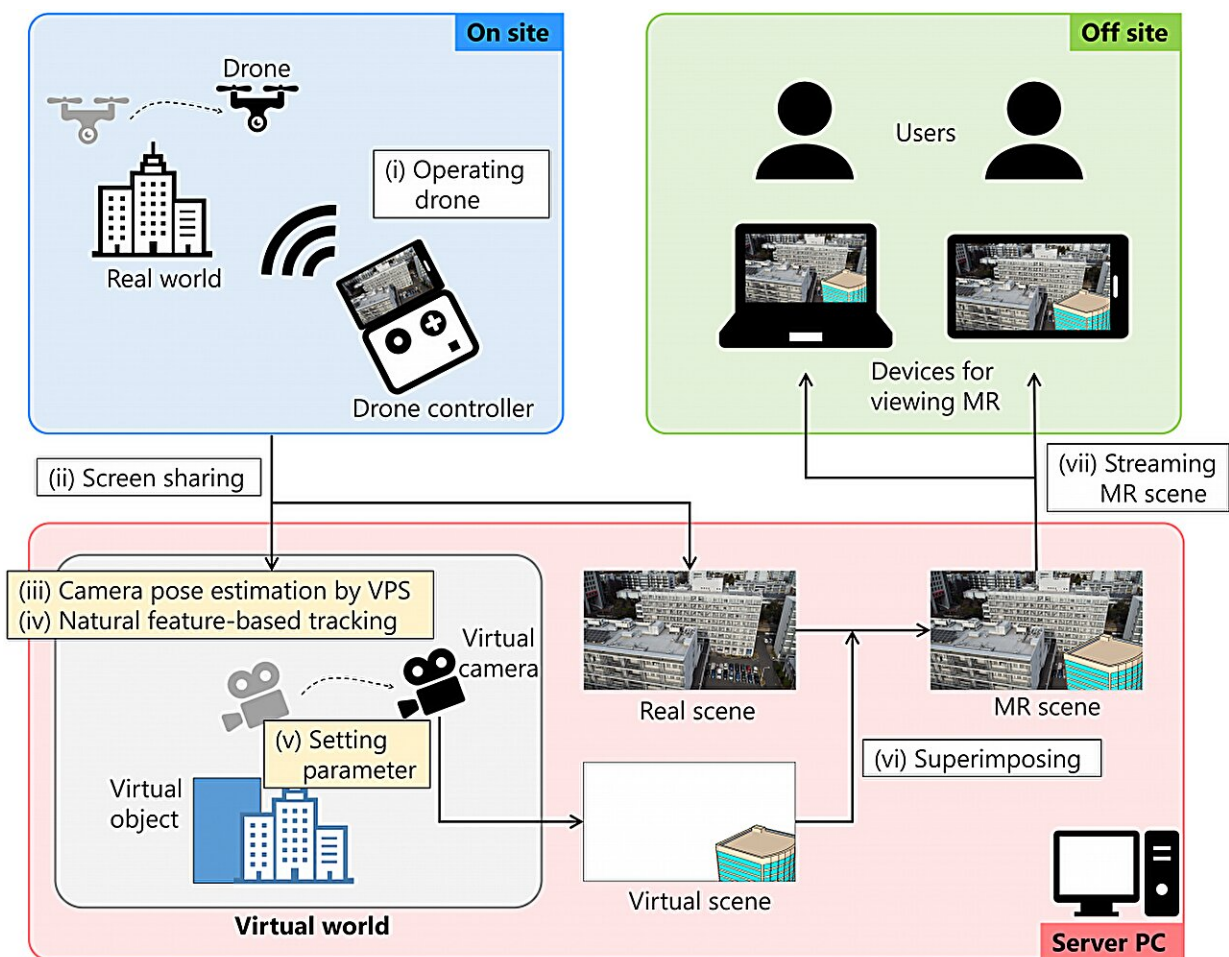 On site
Drone
(i) Operating
drone
Real world
Drone controller
Off site
Users
Devices for
viewing MR
(ii) Screen sharing
(vii) Streaming
MR scene
(iii) Camera pose estimation by VPS
(iv) Natural feature-based tracking
Virtual
camera
(v) Setting
parameter
Virtual
object
Virtual world
Real scene
MR scene
(vi) Superimposing
Virtual scene
Server PC